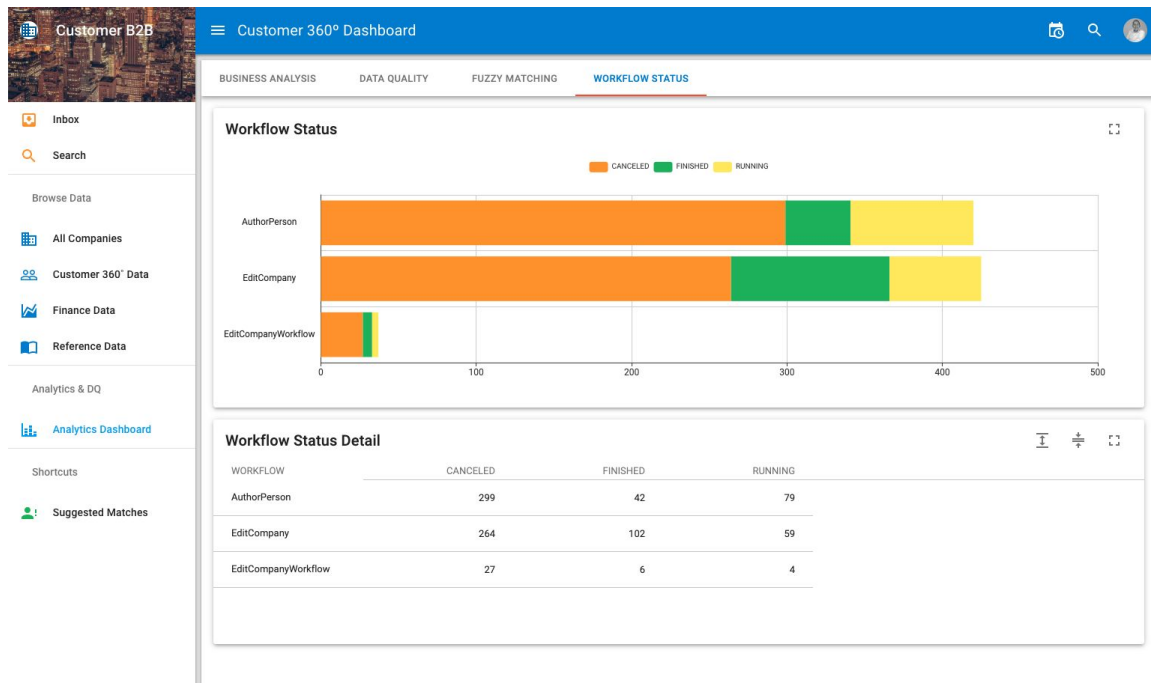 Customer B2B
Customer 360º Dashboard
BUSINESS ANALYSIS DATA QUALITY FUZZY MATCHING WORKFLOW STATUS
Inbox
Search
Browse Data
All Companies
Customer 360° Data
Finance Data
Reference Data
Analytics & DQ
Analytics Dashboard
Shortcuts
Suggested Matches
Workflow Status
CANCELED FINISHED RUNNING
AuthorPerson
EditCompany
EditCompanyWorkflow
0 100 200 300 400 500
Workflow Status Detail
WORKFLOW CANCELED FINISHED RUNNING
AuthorPerson 299 42 79
EditCompany 264 102 59
EditCompanyWorkflow 27 6 4